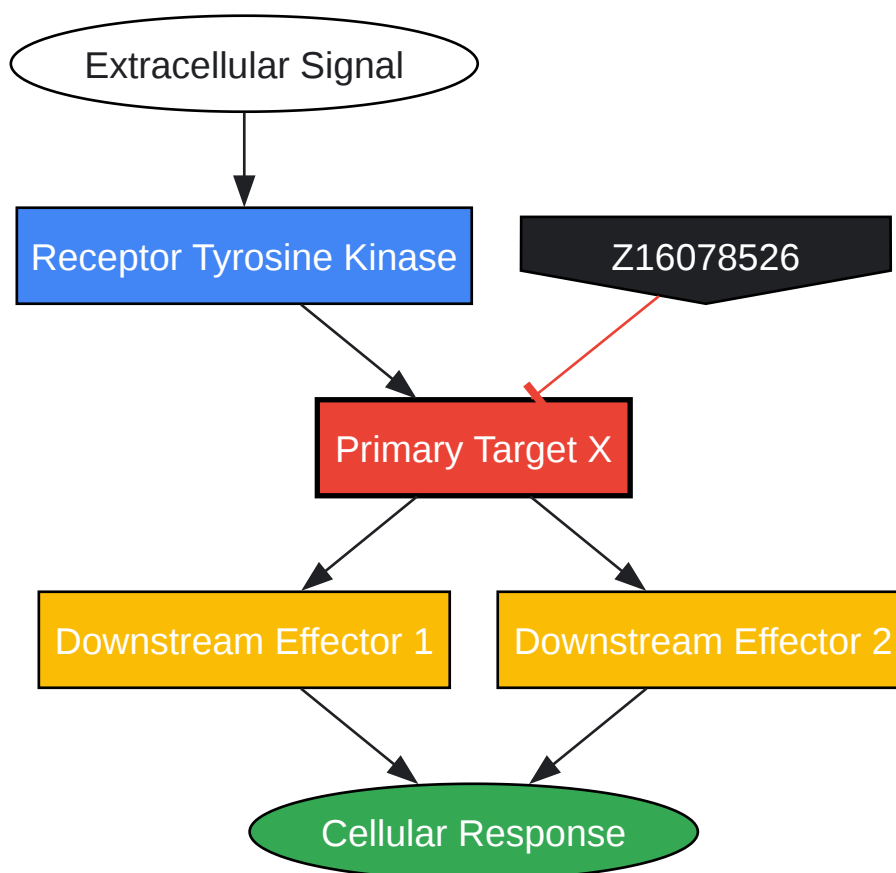 Extracellular Signal
Receptor Tyrosine Kinase
Z16078526
Primary Target X
Downstream Effector 1
Downstream Effector 2
Cellular Response